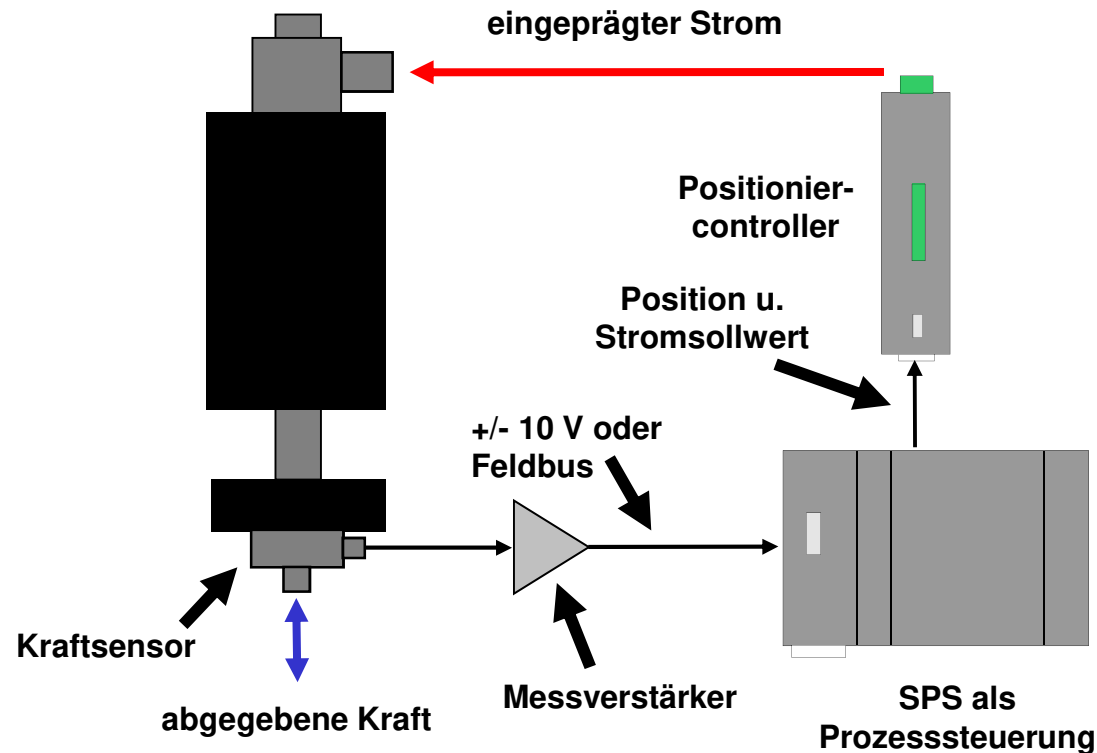 eingeprägter Strom
Positionier-
controller
Position u.
Stromsollwert
+/- 10 V oder
Feldbus
Kraftsensor
abgegebene Kraft
Messverstärker
SPS als
Prozesssteuerung